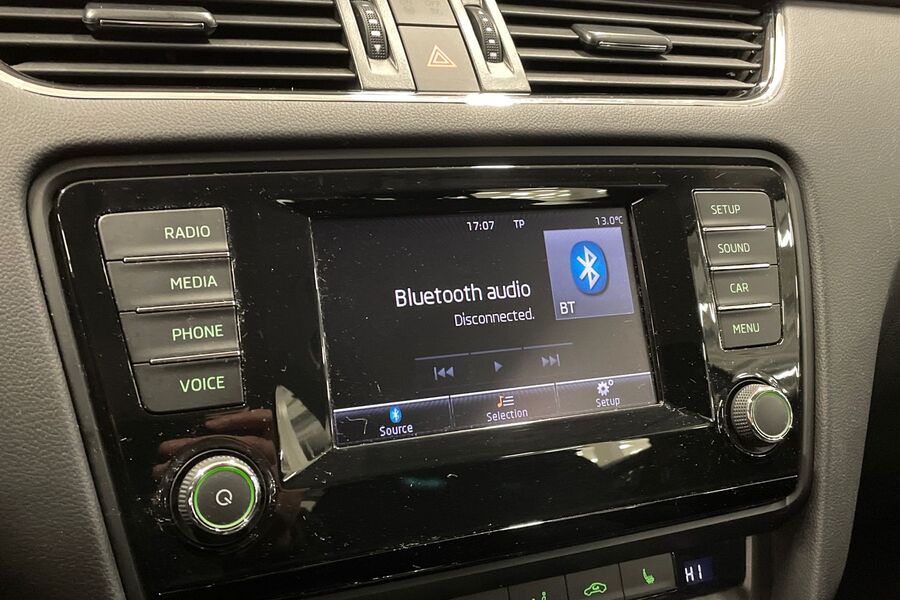 RADIO
MEDIA
PHONE
VOICE
17:07 TP 13.0°C
Bluetooth audio
Disconnected.
BT
Source
Selection
Setup
SETUP
SOUND
CAR
MENU
HI